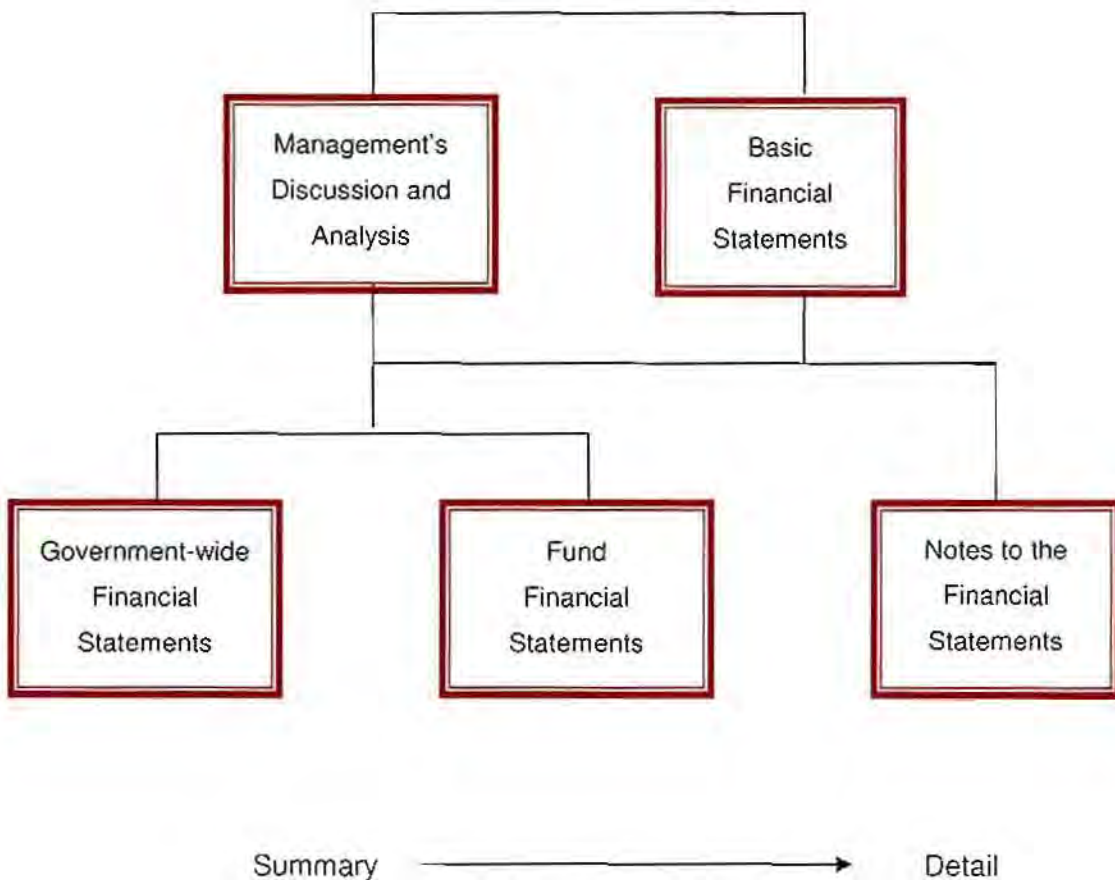 Management's
Discussion and
Analysis
Basic
Financial
Statements
Government-wide
Financial
Statements
Fund
Financial
Statements
Notes to the
Financial
Statements
Summary
Detail